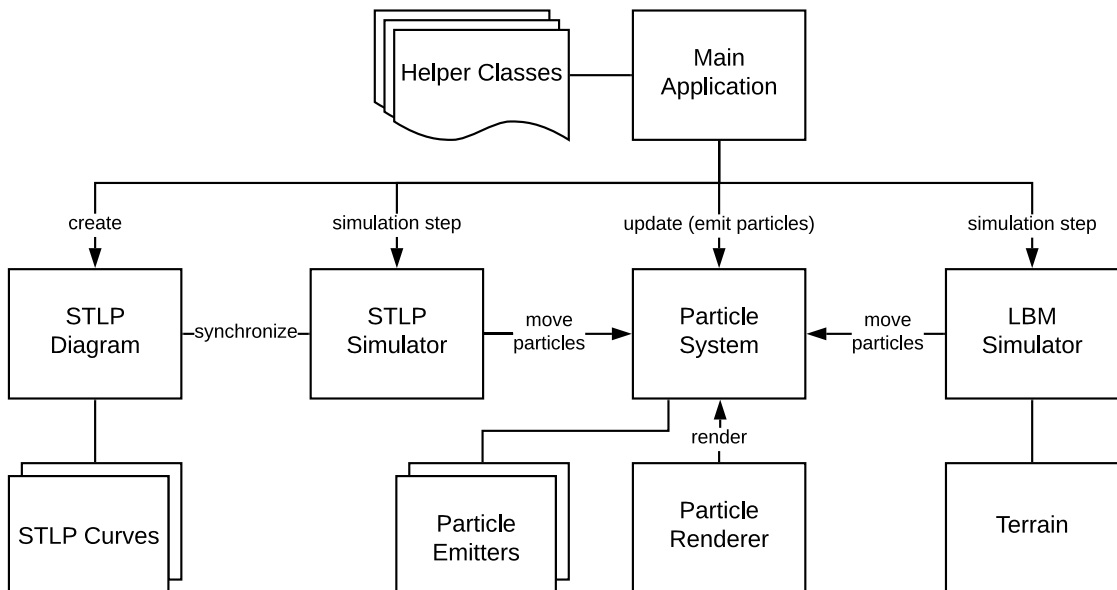 Helper Classes
Main
Application
create
simulation step
update (emit particles)
simulation step
STLP
Diagram
synchronize
STLP
Simulator
move
particles
Particle
System
move
particles
LBM
Simulator
render
STLP Curves
Particle
Emitters
Particle
Renderer
Terrain